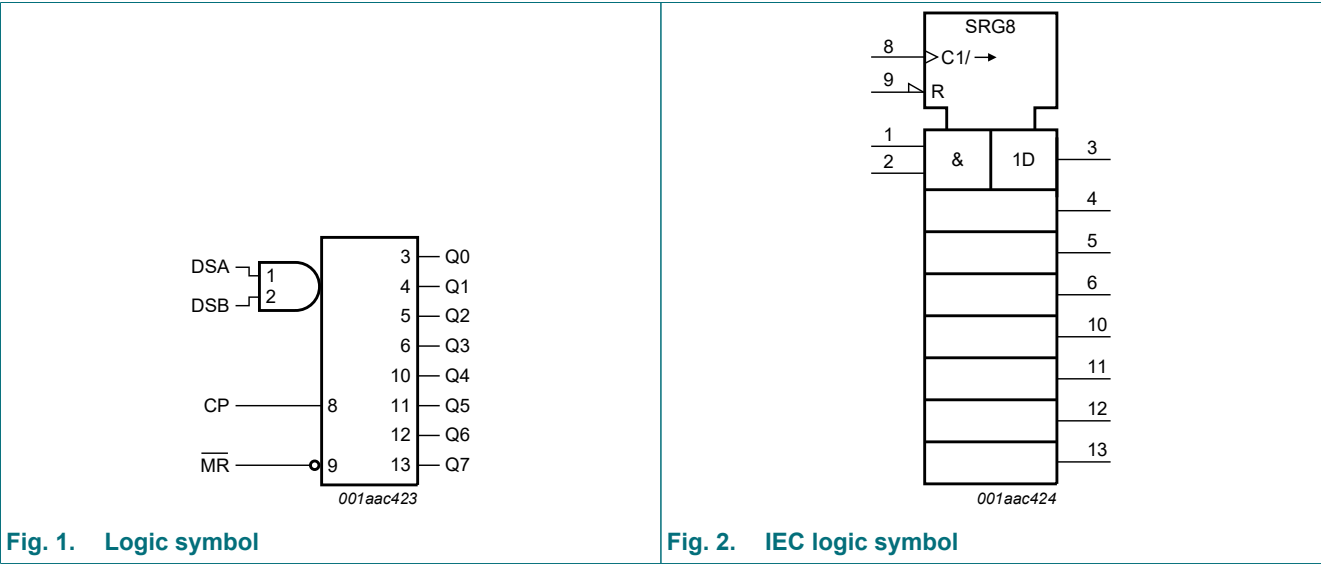 DSA
DSB
CP
MR
1
2
8
9
3 Q0
4 Q1
5 Q2
6 Q3
10 Q4
11 Q5
12 Q6
13 Q7
001aac423
Fig. 1. Logic symbol
SRG8
8
C1/→
9
R
1
2
&
1D
3
4
5
6
10
11
12
13
001aac424
Fig. 2. IEC logic symbol